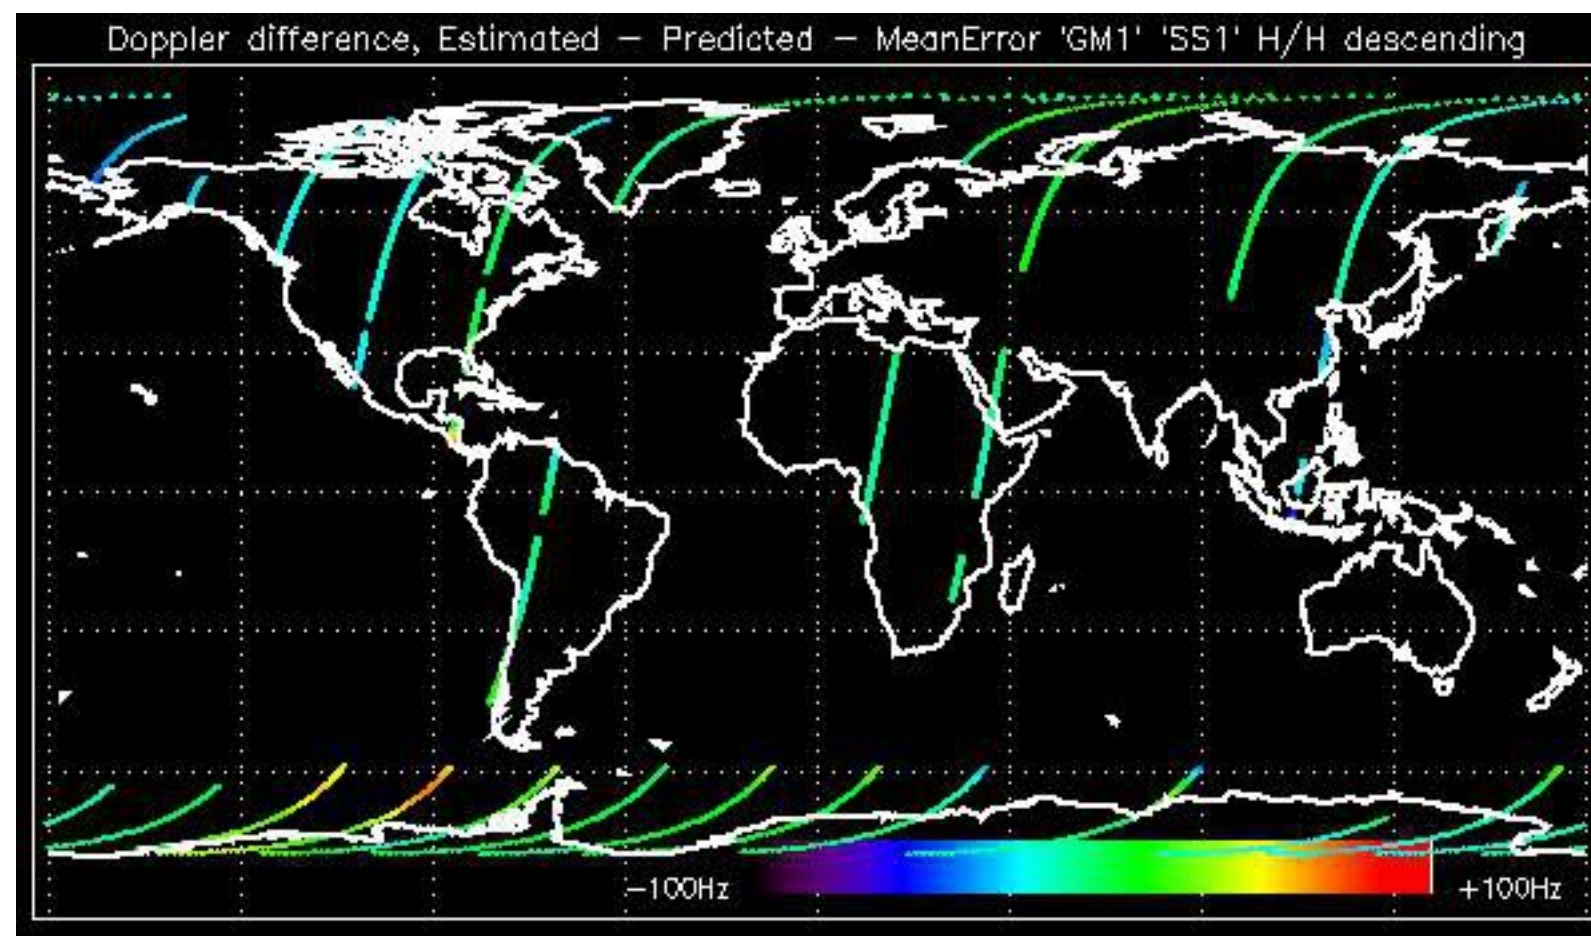 Doppler difference, Estimated – Predicted – MeanError 'GM1' 'SS1' H/H descending
–100Hz
+100Hz